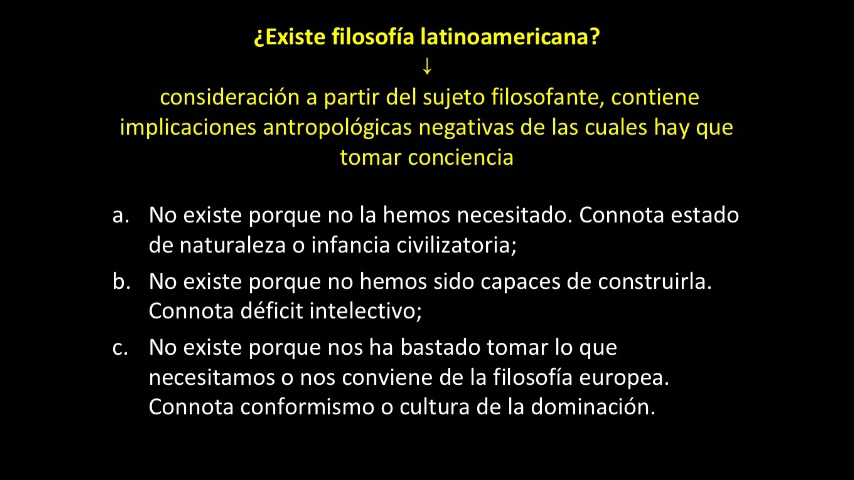 ¿Existe filosofía latinoamericana?
↓
consideración a partir del sujeto filosofante, contiene
implicaciones antropológicas negativas de las cuales hay que
tomar conciencia
a. No existe porque no la hemos necesitado. Connota estado
de naturaleza o infancia civilizatoria;
b. No existe porque no hemos sido capaces de construirla.
Connota déficit intelectivo;
c. No existe porque nos ha bastado tomar lo que
necesitamos o nos conviene de la filosofía europea.
Connota conformismo o cultura de la dominación.